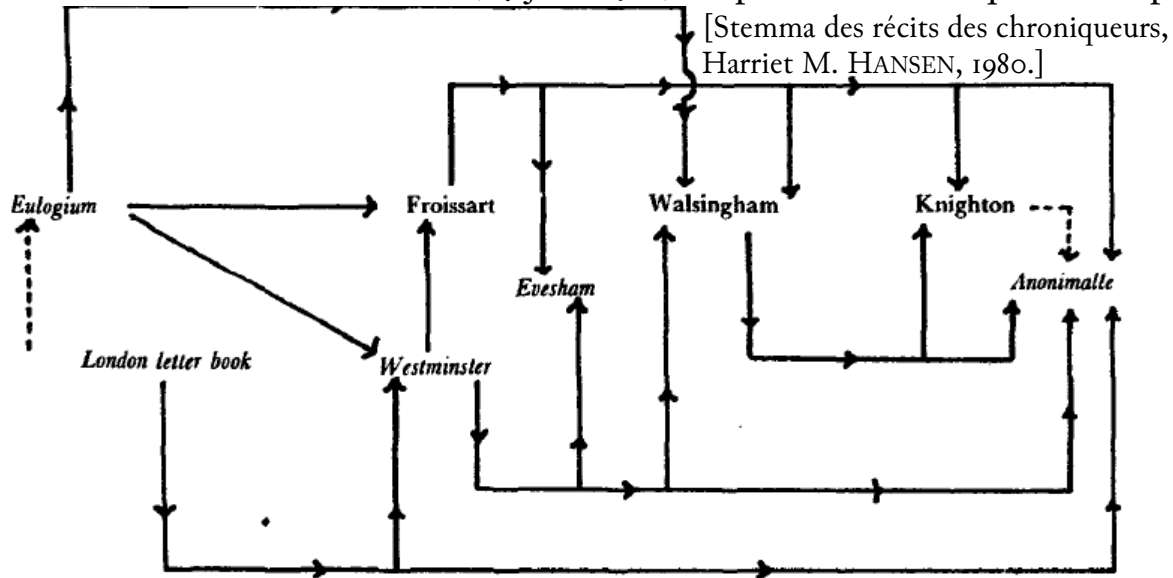 [Stemma des récits des chroniqueurs,
Harriet M. HANSEN, 1980.]
Eulogium
Froissart
Walsingham
Knighton
Evesham
Anonimalle
London letter book
Westminster